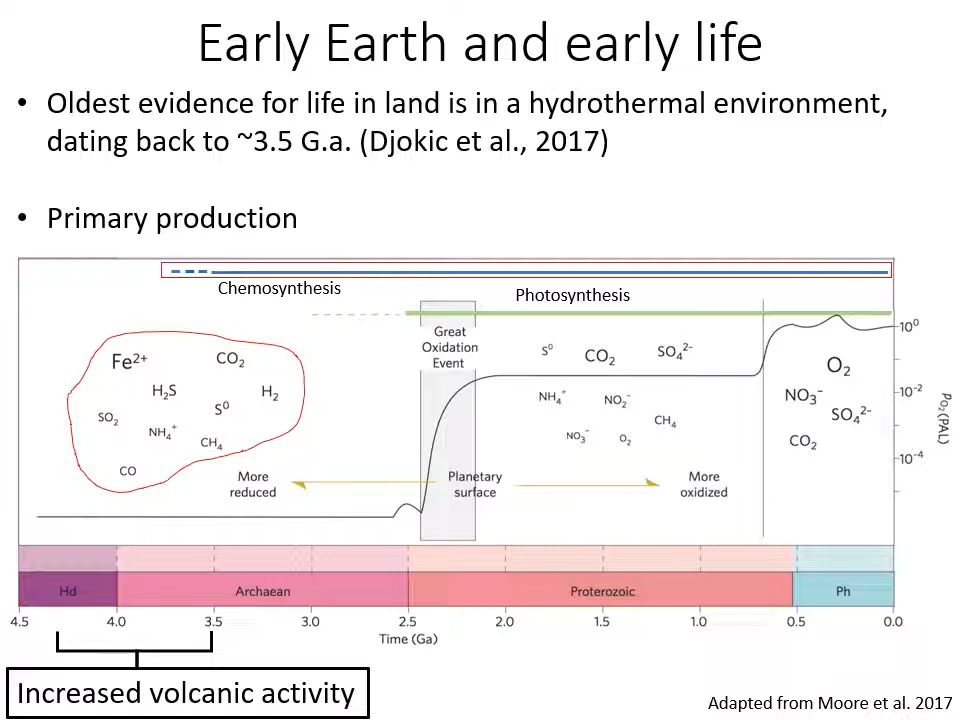 Early Earth and early life
• Oldest evidence for life in land is in a hydrothermal environment,
dating back to ~3.5 G.a. (Djokic et al., 2017)
• Primary production
Chemosynthesis
Photosynthesis
Great
Oxidation
Event
Fe²⁺
CO₂
H₂S
H₂
SO₂
S⁰
NH₄⁺
CH₄
CO
S⁰
CO₂
SO₄²⁻
NH₄⁺
NO₂⁻
CH₄
NO₃⁻
O₂
O₂
NO₃⁻
SO₄²⁻
CO₂
10⁰
10⁻²
10⁻⁴
pO₂ (PAL)
More
reduced
Planetary
surface
More
oxidized
Hd
Archaean
Proterozoic
Ph
4.5 4.0 3.5 3.0 2.5 2.0 1.5 1.0 0.5 0.0
Time (Ga)
Increased volcanic activity
Adapted from Moore et al. 2017